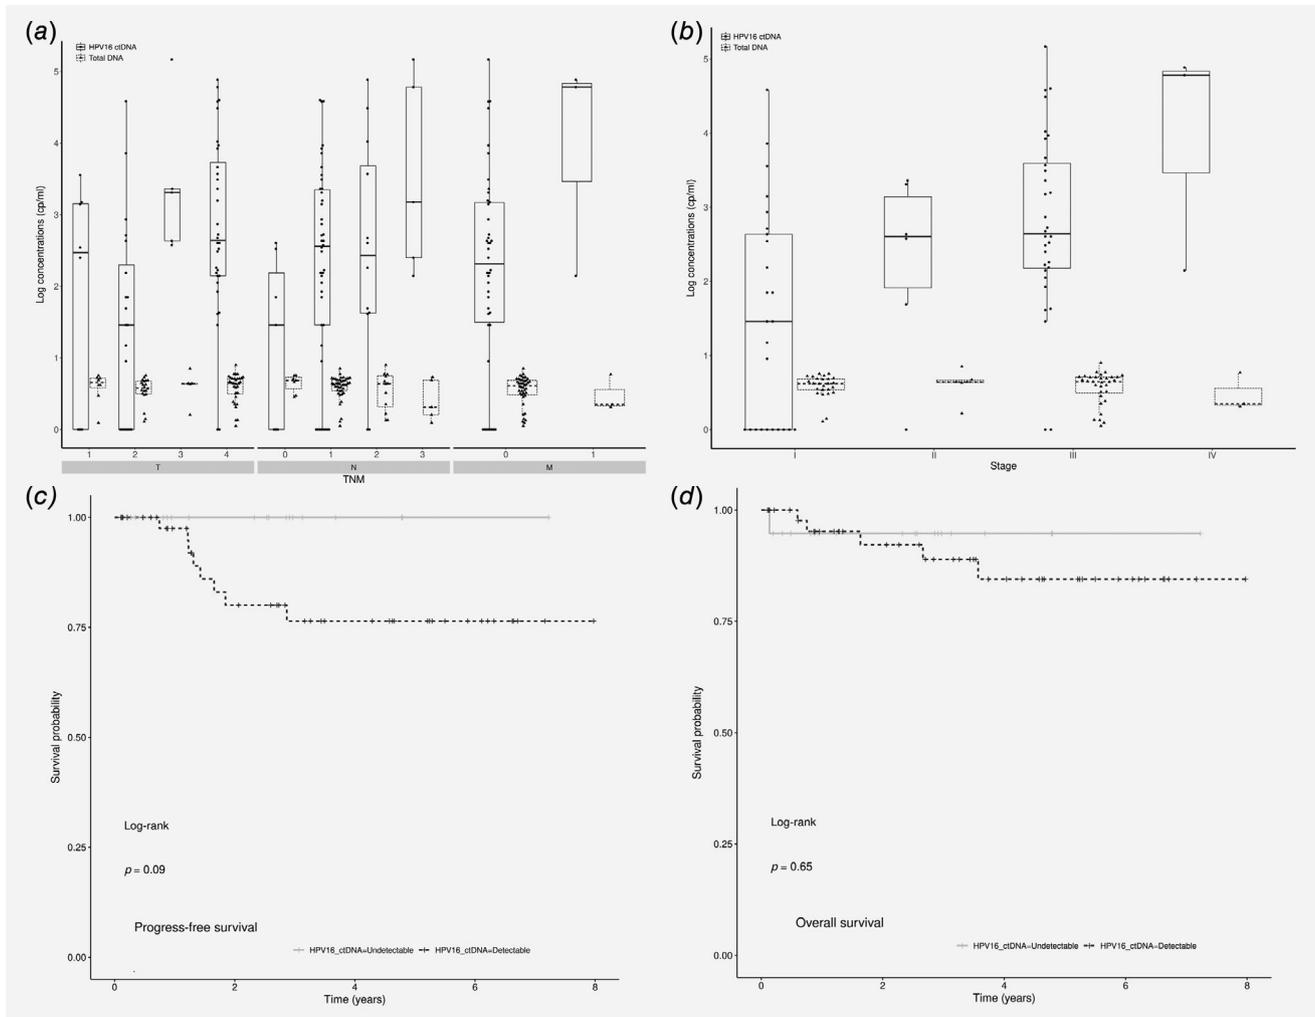 (a)
HPV16 ctDNA
Total DNA
5
4
3
2
1
0
Log concentrations (cp/ml)
1 2 3 4 0 1 2 3 0 1
T N M
TNM
(b)
HPV16 ctDNA
Total DNA
5
4
3
2
1
0
Log concentrations (cp/ml)
I II III IV
Stage
(c)
1.00
0.75
0.50
0.25
0.00
Survival probability
Log-rank
p = 0.09
Progress-free survival
HPV16_ctDNA=Undetectable HPV16_ctDNA=Detectable
0 2 4 6 8
Time (years)
(d)
1.00
0.75
0.50
0.25
0.00
Survival probability
Log-rank
p = 0.65
Overall survival
HPV16_ctDNA=Undetectable HPV16_ctDNA=Detectable
0 2 4 6 8
Time (years)